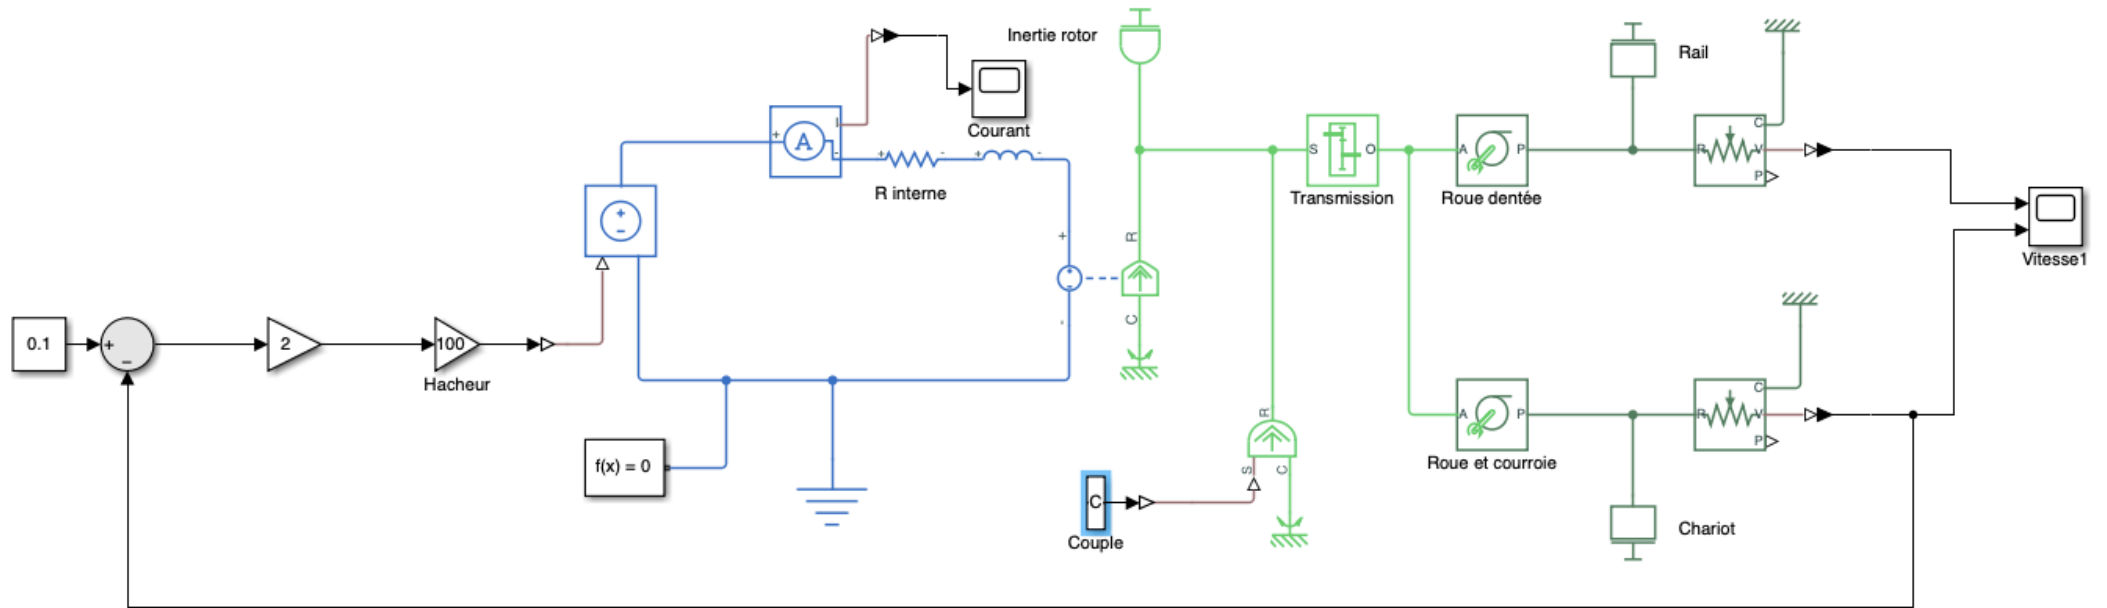 Inertie rotor
Rail
I
C
+
A
-
Courant
+
-
+
-
S
O
A
P
R
V
P
R interne
Transmission
Roue dentée
+
-
+
R
Vitesse1
+
-
0.1
+
-
2
100
-
C
Hacheur
C
R
A
P
R
V
P
f(x) = 0
Roue et courroie
S
C
C
Couple
Chariot